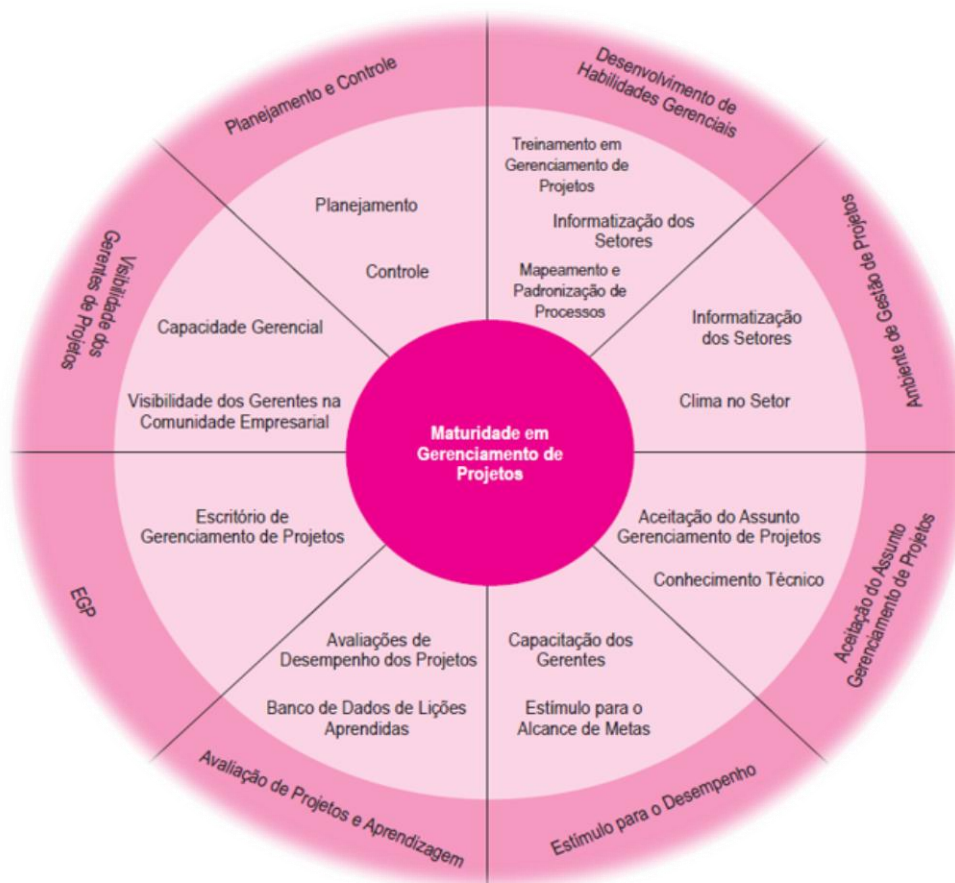 Planejamento e Controle
Desenvolvimento de
Habilidades Gerenciais
Treinamento em
Gerenciamento de
Projetos
Informatização dos
Setores
Mapeamento e
Padronização de
Processos
Planejamento
Controle
Ambiente de Gestão de Projetos
Informatização
dos Setores
Clima no Setor
Visibilidade dos
Gerentes de Projetos
Capacidade Gerencial
Visibilidade dos Gerentes na
Comunidade Empresarial
Maturidade em
Gerenciamento de
Projetos
Escritório de
Gerenciamento de Projetos
EGP
Aceitação do Assunto
Gerenciamento de Projetos
Conhecimento Técnico
Aceitação do Assunto
Gerenciamento de Projetos
Avaliações de
Desempenho dos Projetos
Banco de Dados de Lições
Aprendidas
Avaliação de Projetos e Aprendizagem
Capacitação dos
Gerentes
Estímulo para o
Alcance de Metas
Estímulo para o Desempenho